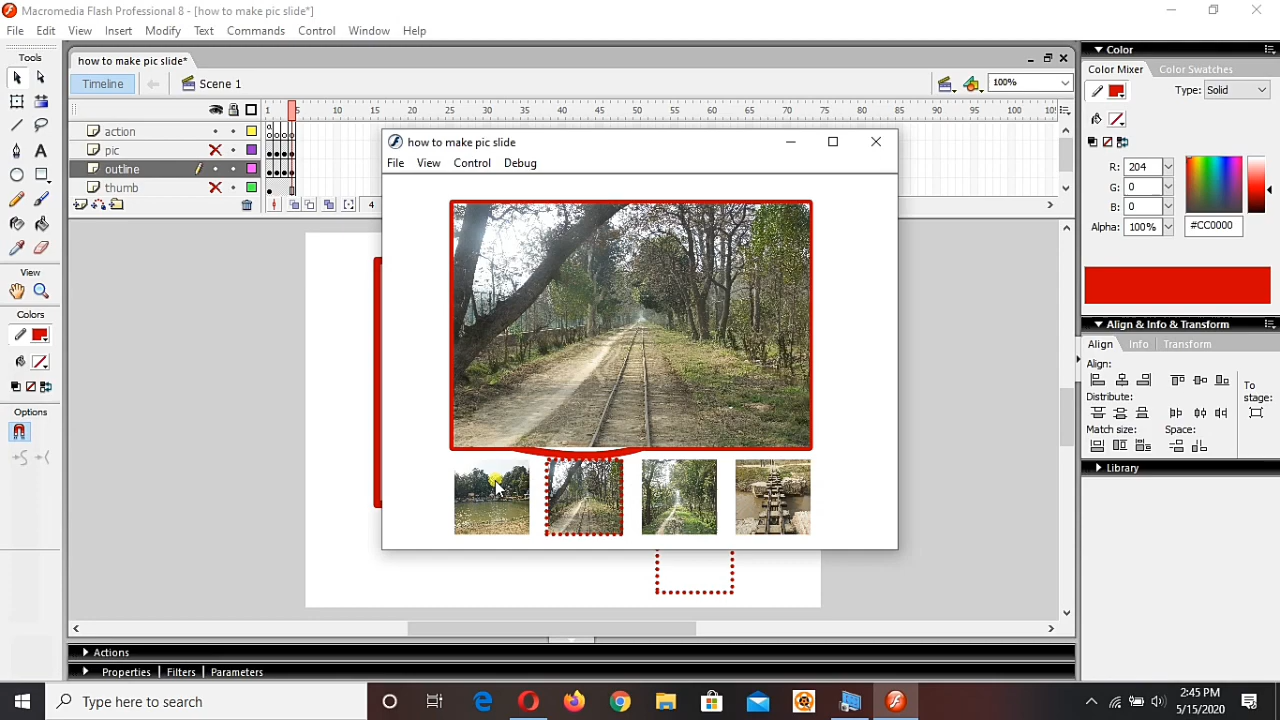 Macromedia Flash Professional 8 - [how to make pic slide*]
File Edit View Insert Modify Text Commands Control Window Help
Tools
how to make pic slide*
Timeline Scene 1 100%
1 5 10 15 20 25 30 35 40 45 50 55 60 65 70 75 80 85 90 95 100 105
action
pic
outline
thumb
4
View
Colors
Options
how to make pic slide
File View Control Debug
Color
Color Mixer Color Swatches
Type: Solid
R: 204
G: 0
B: 0
Alpha: 100% #CC0000
Align & Info & Transform
Align Info Transform
Align:
To stage:
Distribute:
Match size: Space:
Library
Actions
Properties Filters Parameters
Type here to search
2:45 PM
5/15/2020